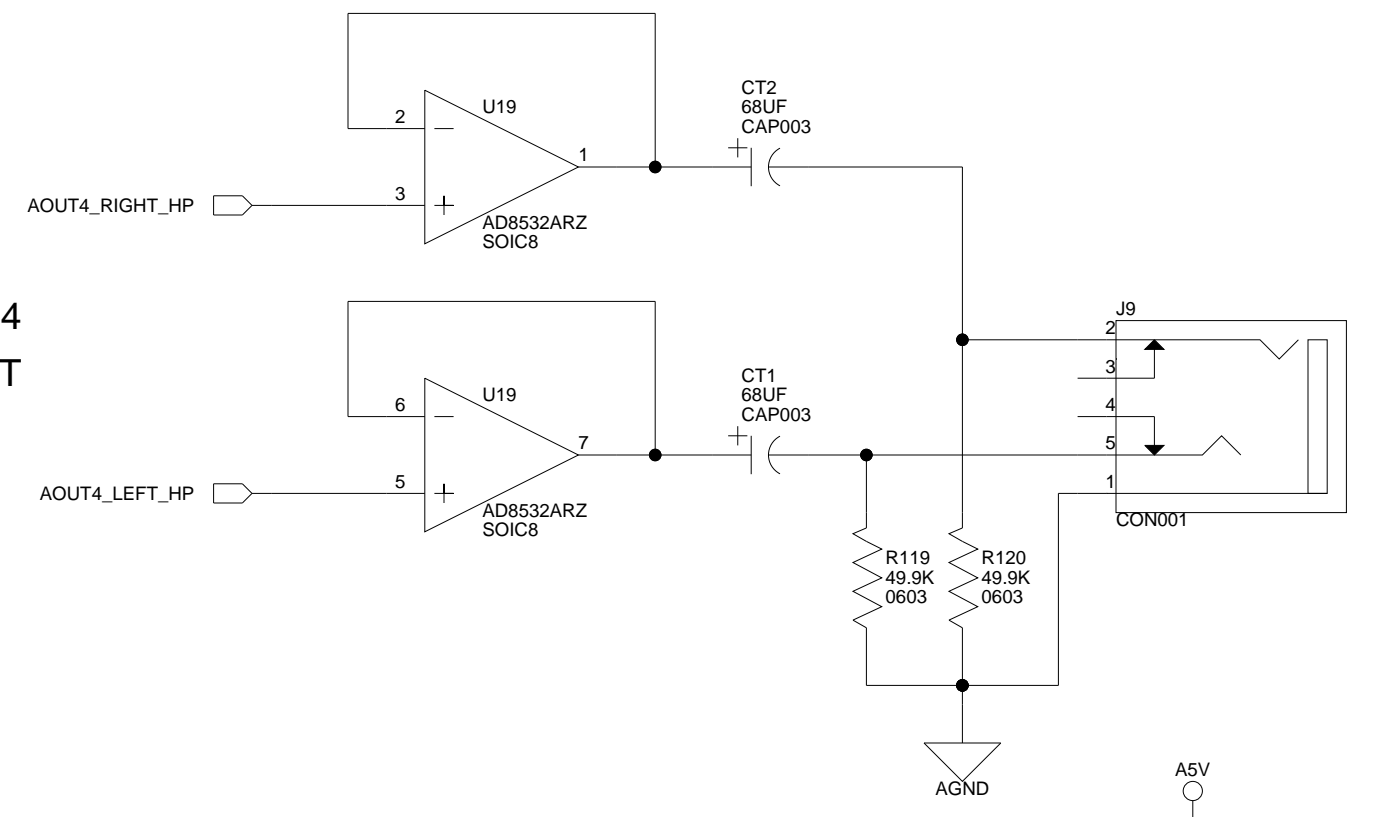 U19
2
1
3
+
AOUT4_RIGHT_HP
AD8532ARZ
SOIC8
CT2
68UF
CAP003
+
4
T
U19
6
7
5
+
AOUT4_LEFT_HP
AD8532ARZ
SOIC8
CT1
68UF
CAP003
+
J9
2
3
4
5
1
CON001
R119
49.9K
0603
R120
49.9K
0603
AGND
A5V